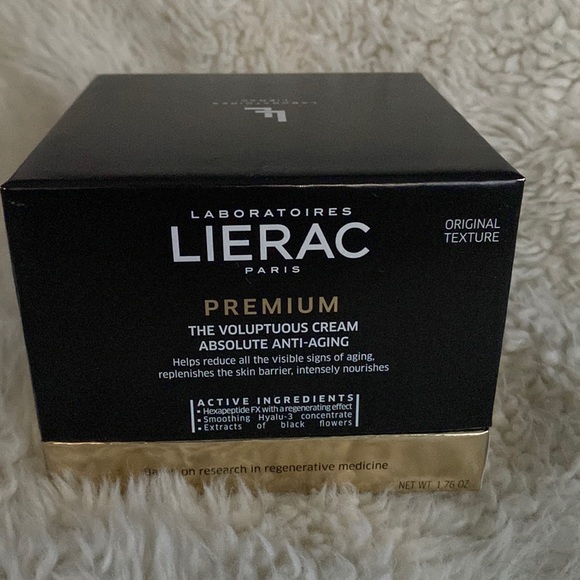 LABORATOIRES
LIERAC
PARIS
ORIGINAL
TEXTURE
PREMIUM
THE VOLUPTUOUS CREAM
ABSOLUTE ANTI-AGING
Helps reduce all the visible signs of aging,
replenishes the skin barrier, intensely nourishes
ACTIVE INGREDIENTS
• Hexapeptide FX with a regenerating effect
• Smoothing Hyalu-3 concentrate
• Extracts of black flowers
on research in regenerative medicine
NET WT. 1.76 OZ